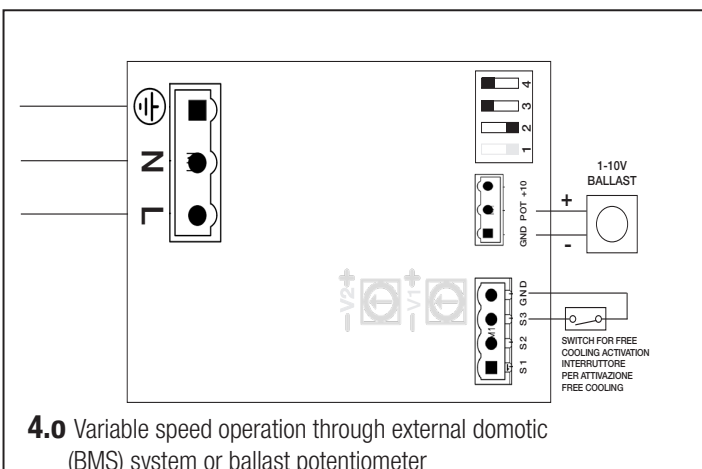 N
L
4
3
2
1
+10
POT
GND
1-10V
BALLAST
+
-
−V2+
−V1+
GND
S3
S2
S1
M1
SWITCH FOR FREE
COOLING ACTIVATION
INTERRUTTORE
PER ATTIVAZIONE
FREE COOLING
4.o Variable speed operation through external domotic
(BMS) system or ballast potentiometer